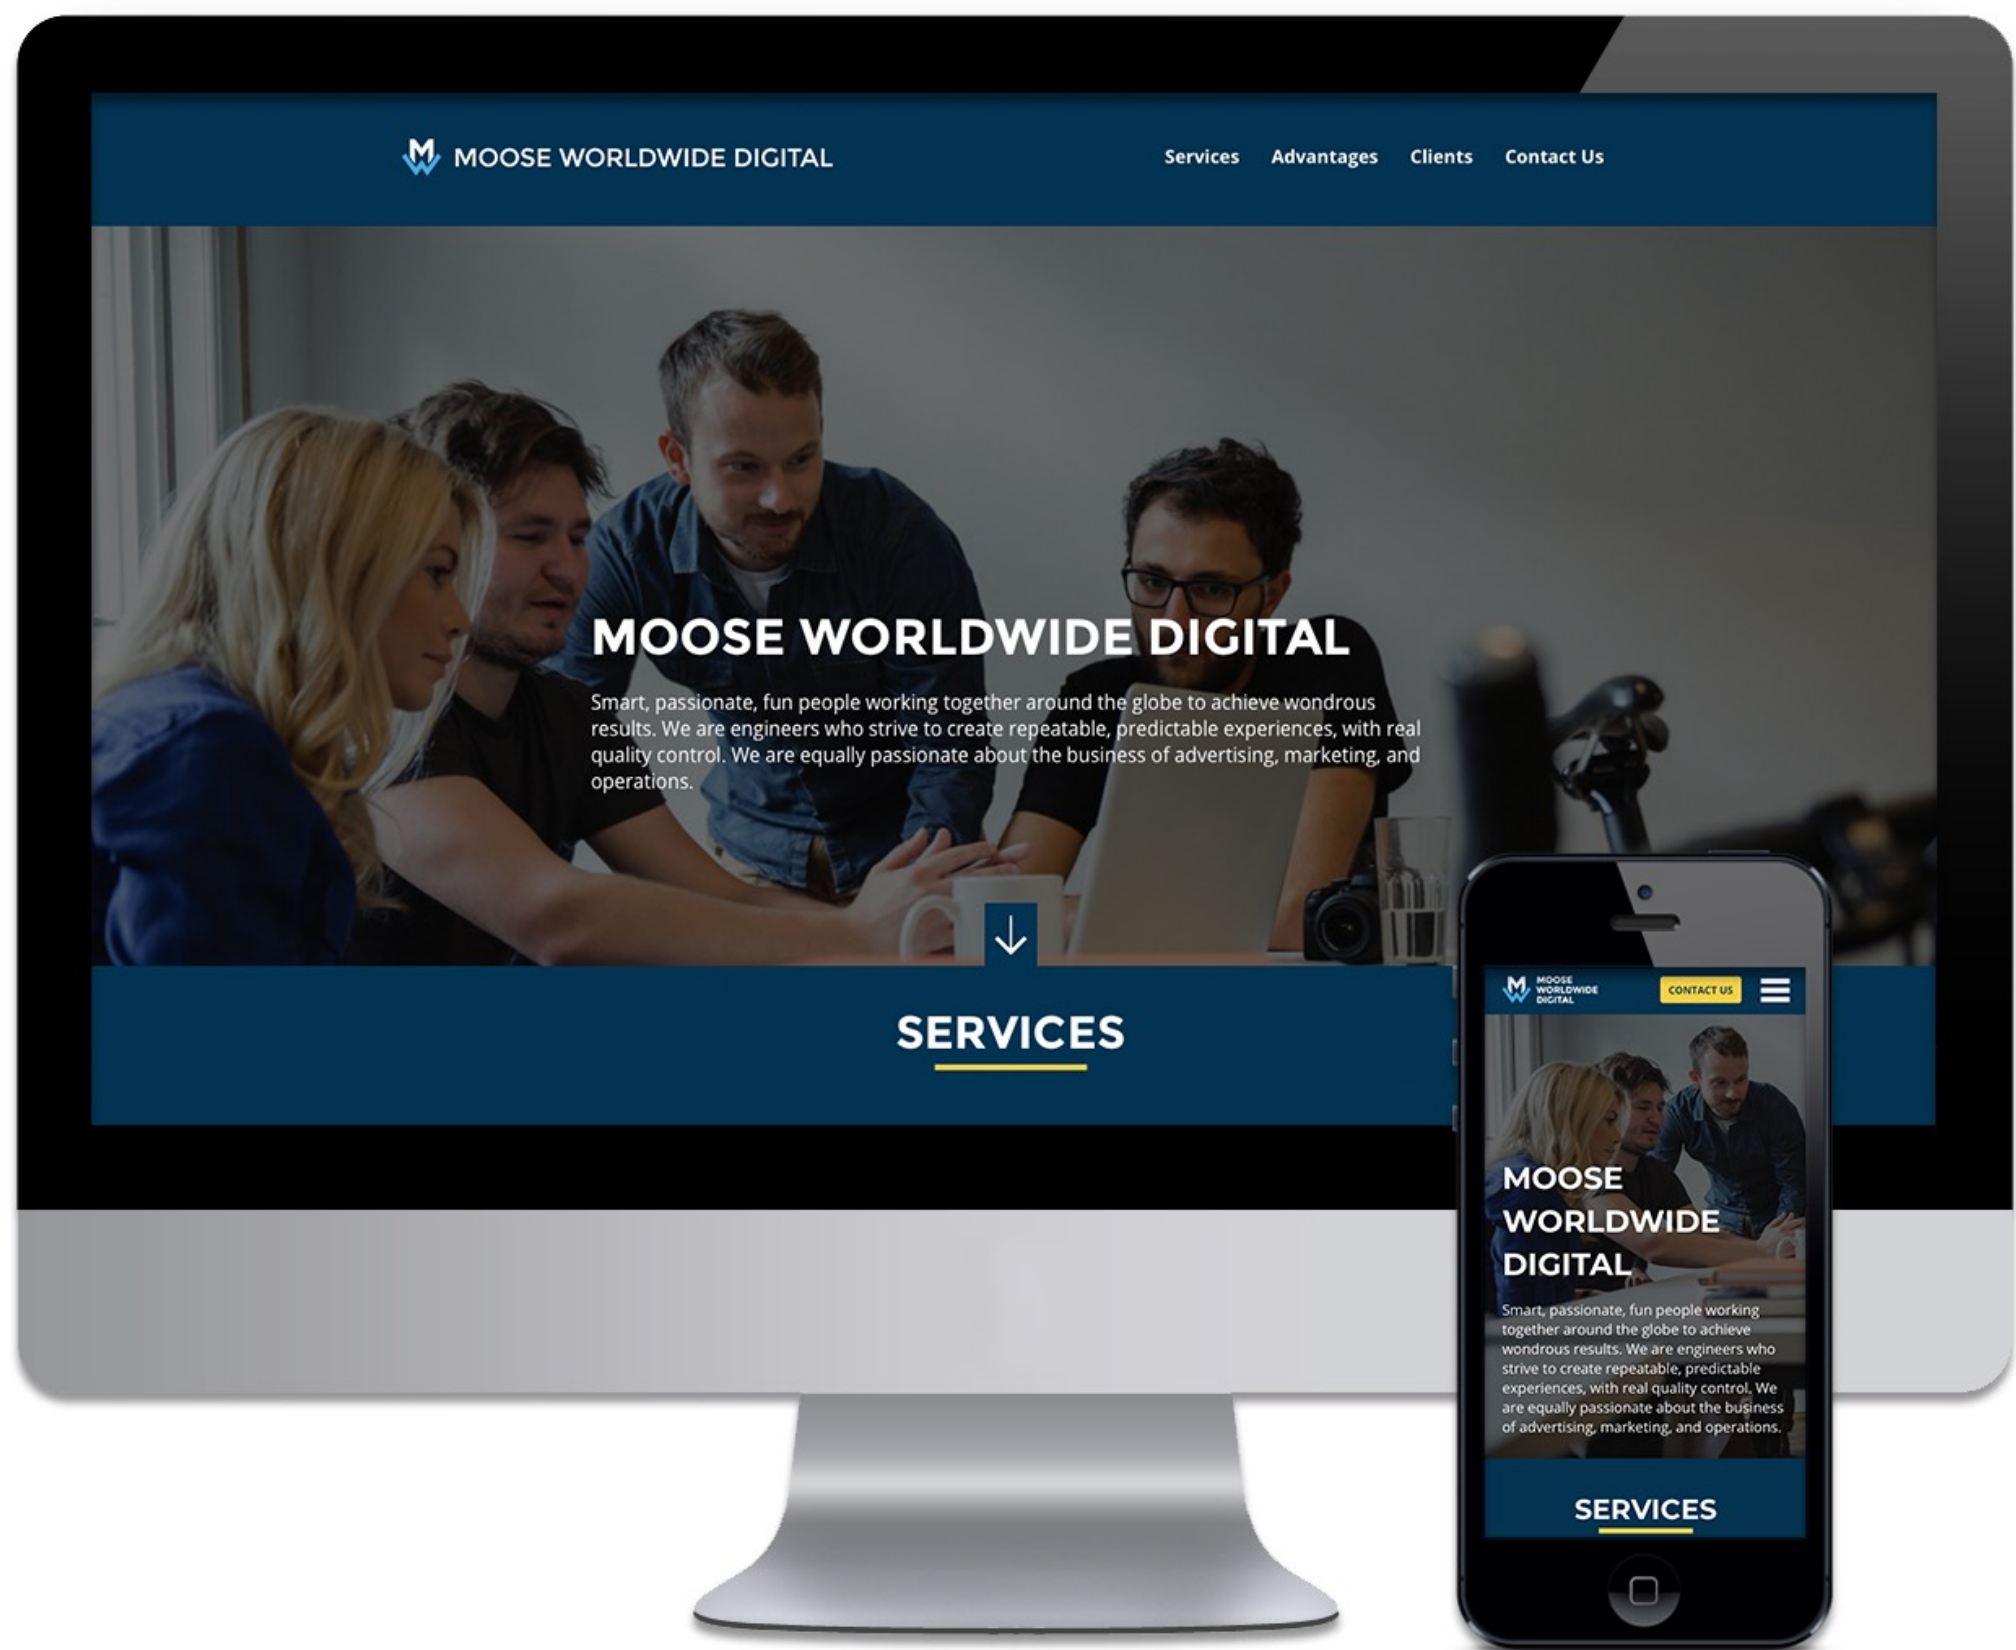 MOOSE WORLDWIDE DIGITAL
Services Advantages Clients Contact Us
MOOSE WORLDWIDE DIGITAL
Smart, passionate, fun people working together around the globe to achieve wondrous
results. We are engineers who strive to create repeatable, predictable experiences, with real
quality control. We are equally passionate about the business of advertising, marketing, and
operations.
SERVICES
MOOSE
WORLDWIDE
DIGITAL
CONTACT US
MOOSE
WORLDWIDE
DIGITAL
Smart, passionate, fun people working
together around the globe to achieve
wondrous results. We are engineers who
strive to create repeatable, predictable
experiences, with real quality control. We
are equally passionate about the business
of advertising, marketing, and operations.
SERVICES